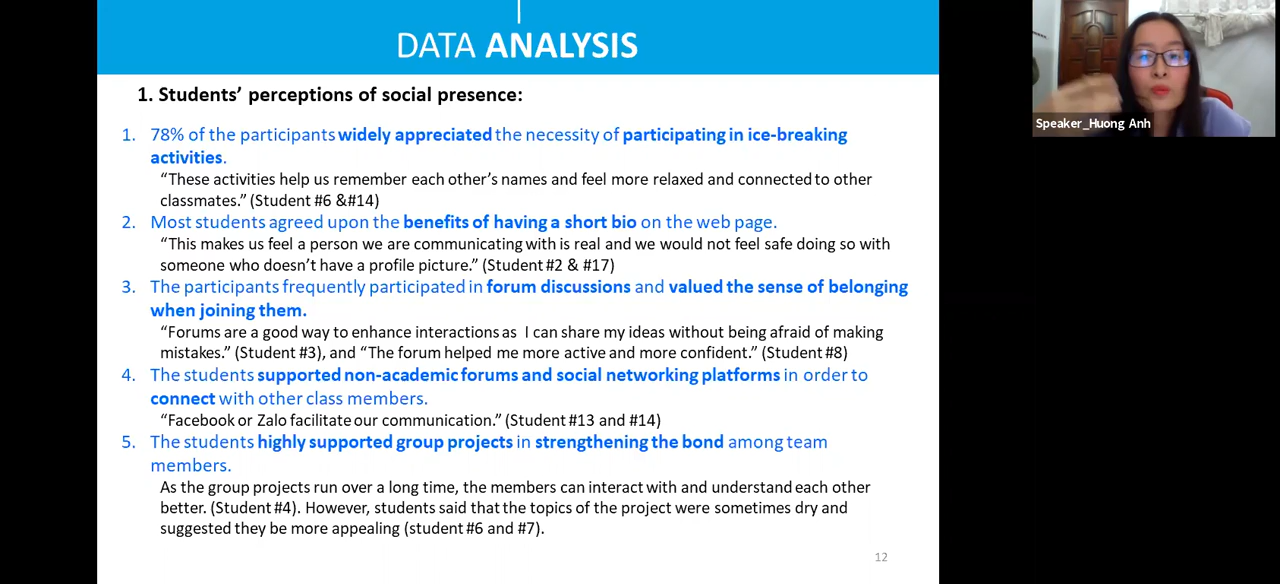 DATA ANALYSIS
1. Students’ perceptions of social presence:
1. 78% of the participants widely appreciated the necessity of participating in ice-breaking
activities.
“These activities help us remember each other’s names and feel more relaxed and connected to other
classmates.” (Student #6 &#14)
2. Most students agreed upon the benefits of having a short bio on the web page.
“This makes us feel a person we are communicating with is real and we would not feel safe doing so with
someone who doesn’t have a profile picture.” (Student #2 & #17)
3. The participants frequently participated in forum discussions and valued the sense of belonging
when joining them.
“Forums are a good way to enhance interactions as I can share my ideas without being afraid of making
mistakes.” (Student #3), and “The forum helped me more active and more confident.” (Student #8)
4. The students supported non-academic forums and social networking platforms in order to
connect with other class members.
“Facebook or Zalo facilitate our communication.” (Student #13 and #14)
5. The students highly supported group projects in strengthening the bond among team
members.
As the group projects run over a long time, the members can interact with and understand each other
better. (Student #4). However, students said that the topics of the project were sometimes dry and
suggested they be more appealing (student #6 and #7).
12
Speaker_Huong Anh